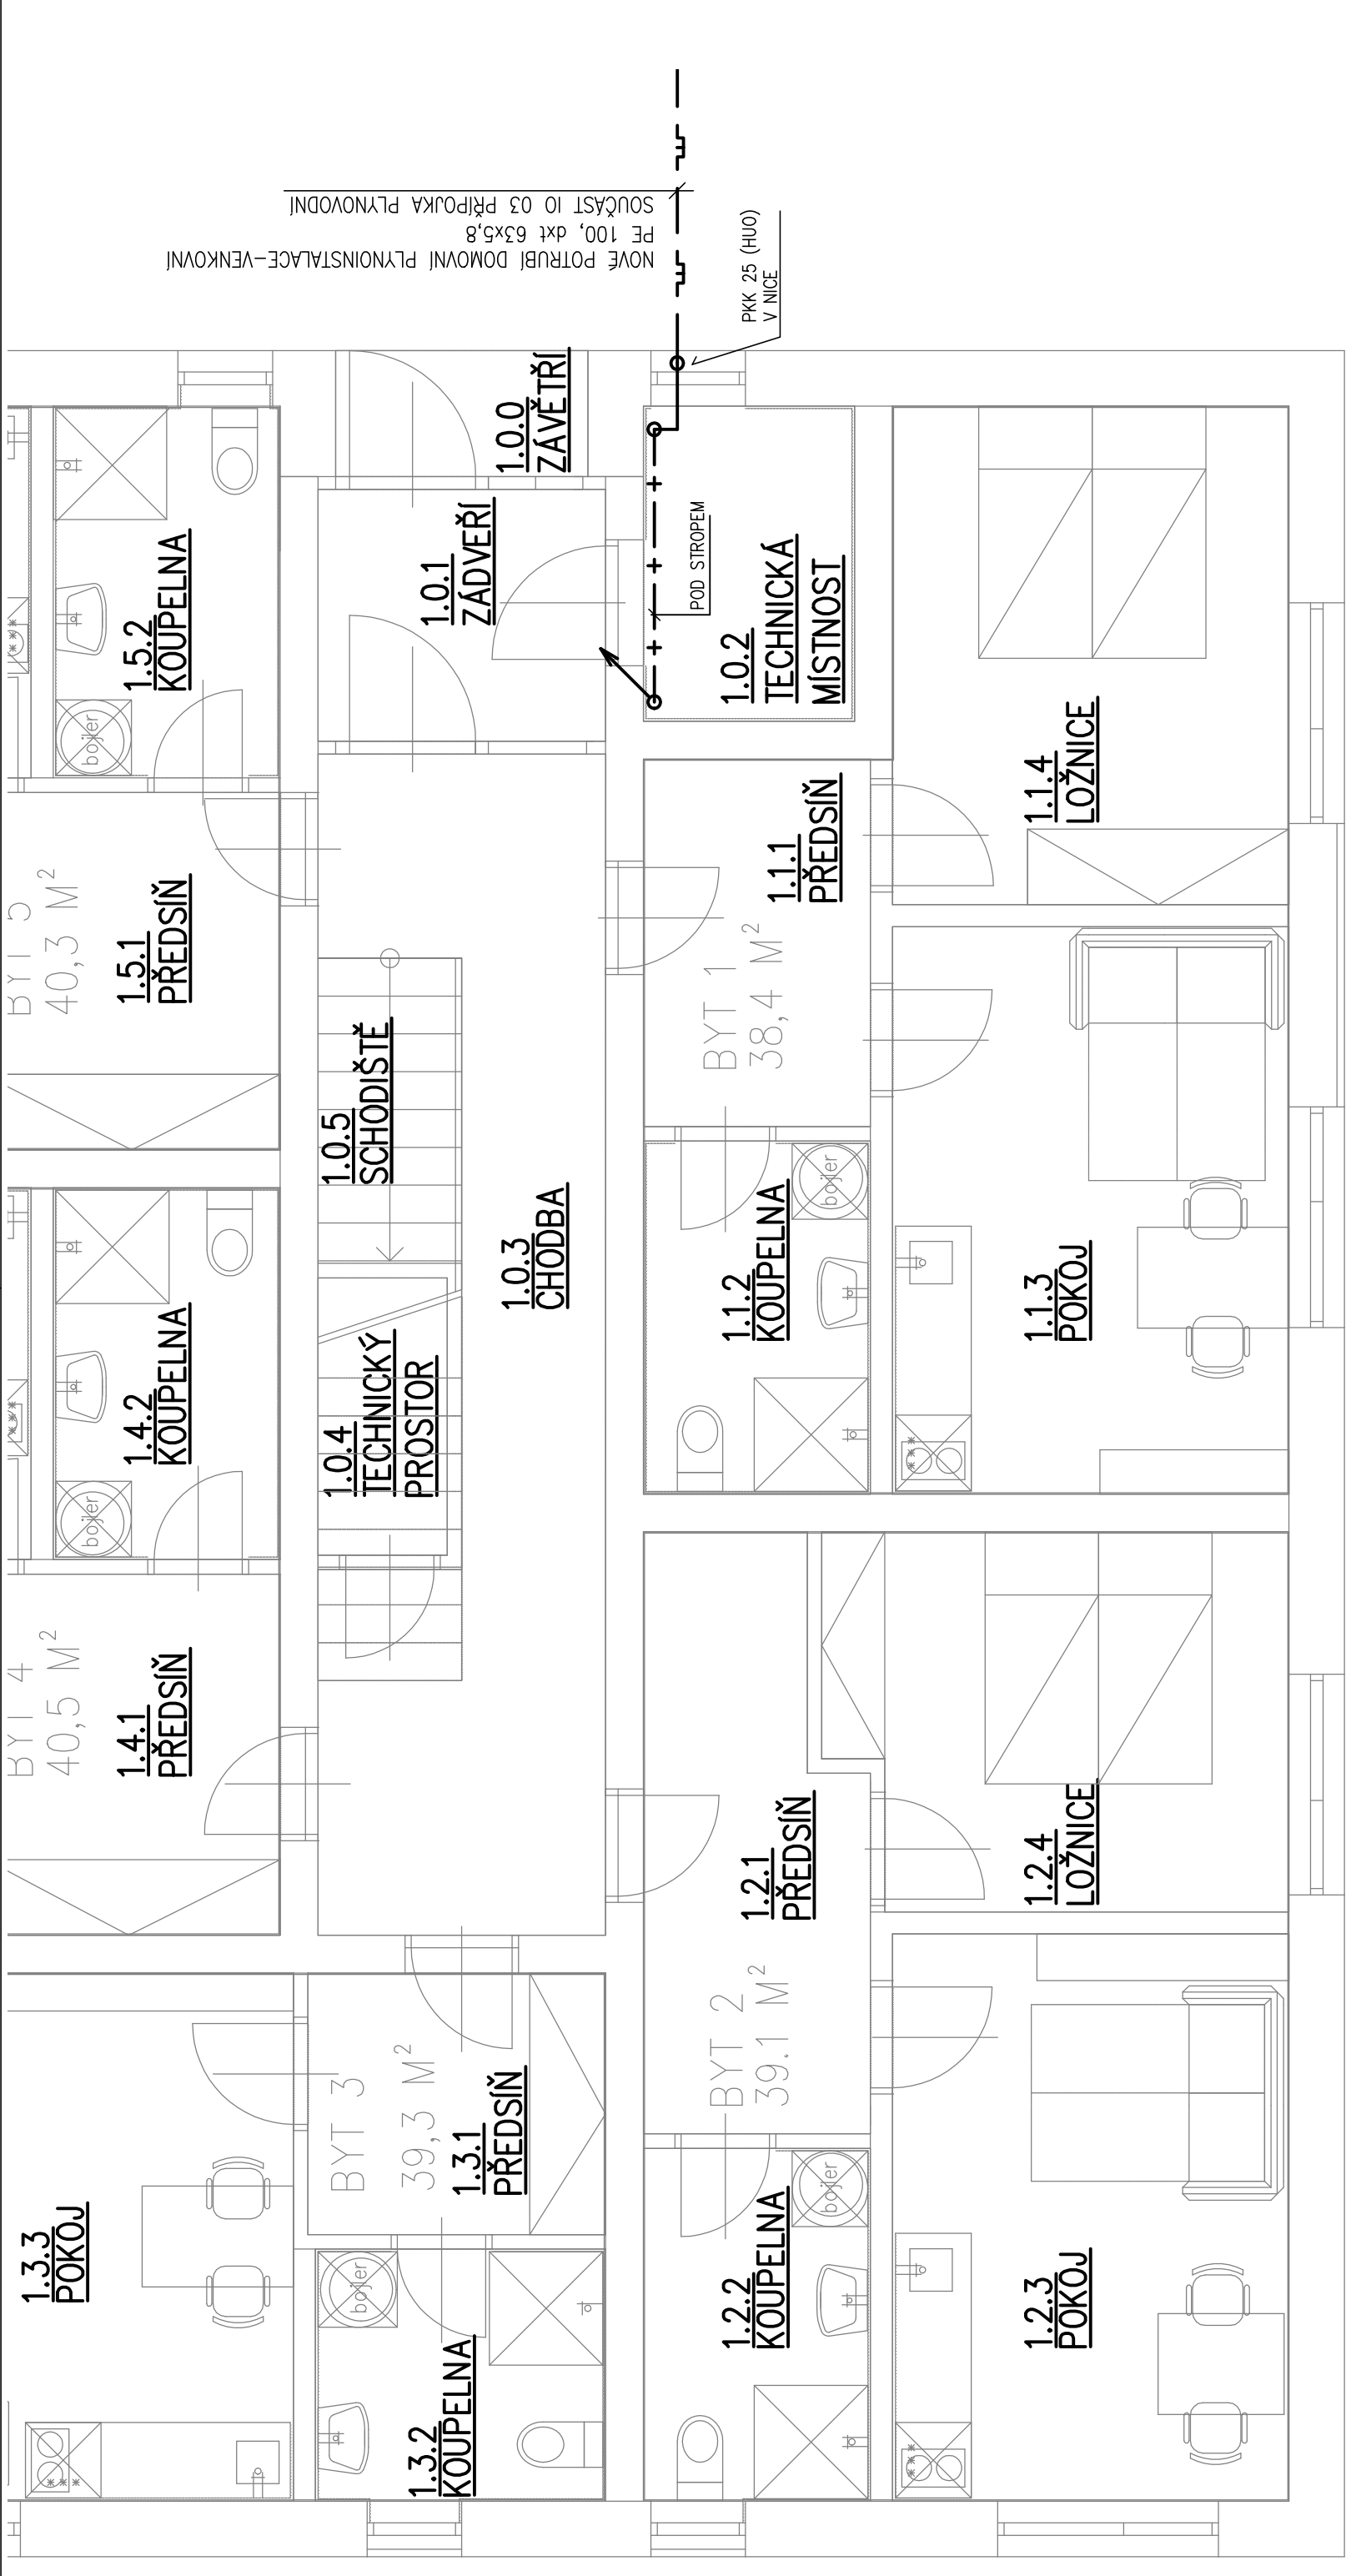 NOVÉ POTRUBÍ DOMOVNÍ PLYNOINSTALACE-VENKOVNÍ
PE 100, dxt 63x5,8
SOUČÁST IO 03 PŘÍPOJKA PLYNOVODNÍ
PKK 25 (HUO)
V NICE
1.0.0
ZÁVĚTŘÍ
1.0.1
ZÁDVEŘÍ
POD STROPEM
1.0.2
TECHNICKÁ
MÍSTNOST
1.5.2
KOUPELNA
bojler
BYT 5
40,3 M²
1.5.1
PŘEDSÍŇ
1.0.5
SCHODIŠTĚ
1.0.3
CHODBA
1.0.4
TECHNICKÝ
PROSTOR
1.1.1
PŘEDSÍŇ
BYT 1
38,4 M²
1.1.4
LOŽNICE
1.1.2
KOUPELNA
bojler
1.1.3
POKOJ
1.4.2
KOUPELNA
bojler
BYT 4
40,5 M²
1.4.1
PŘEDSÍŇ
1.2.1
PŘEDSÍŇ
BYT 2
39.1 M²
1.2.4
LOŽNICE
BYT 3
39,3 M²
1.3.1
PŘEDSÍŇ
1.3.3
POKOJ
bojler
1.3.2
KOUPELNA
bojler
1.2.2
KOUPELNA
1.2.3
POKOJ